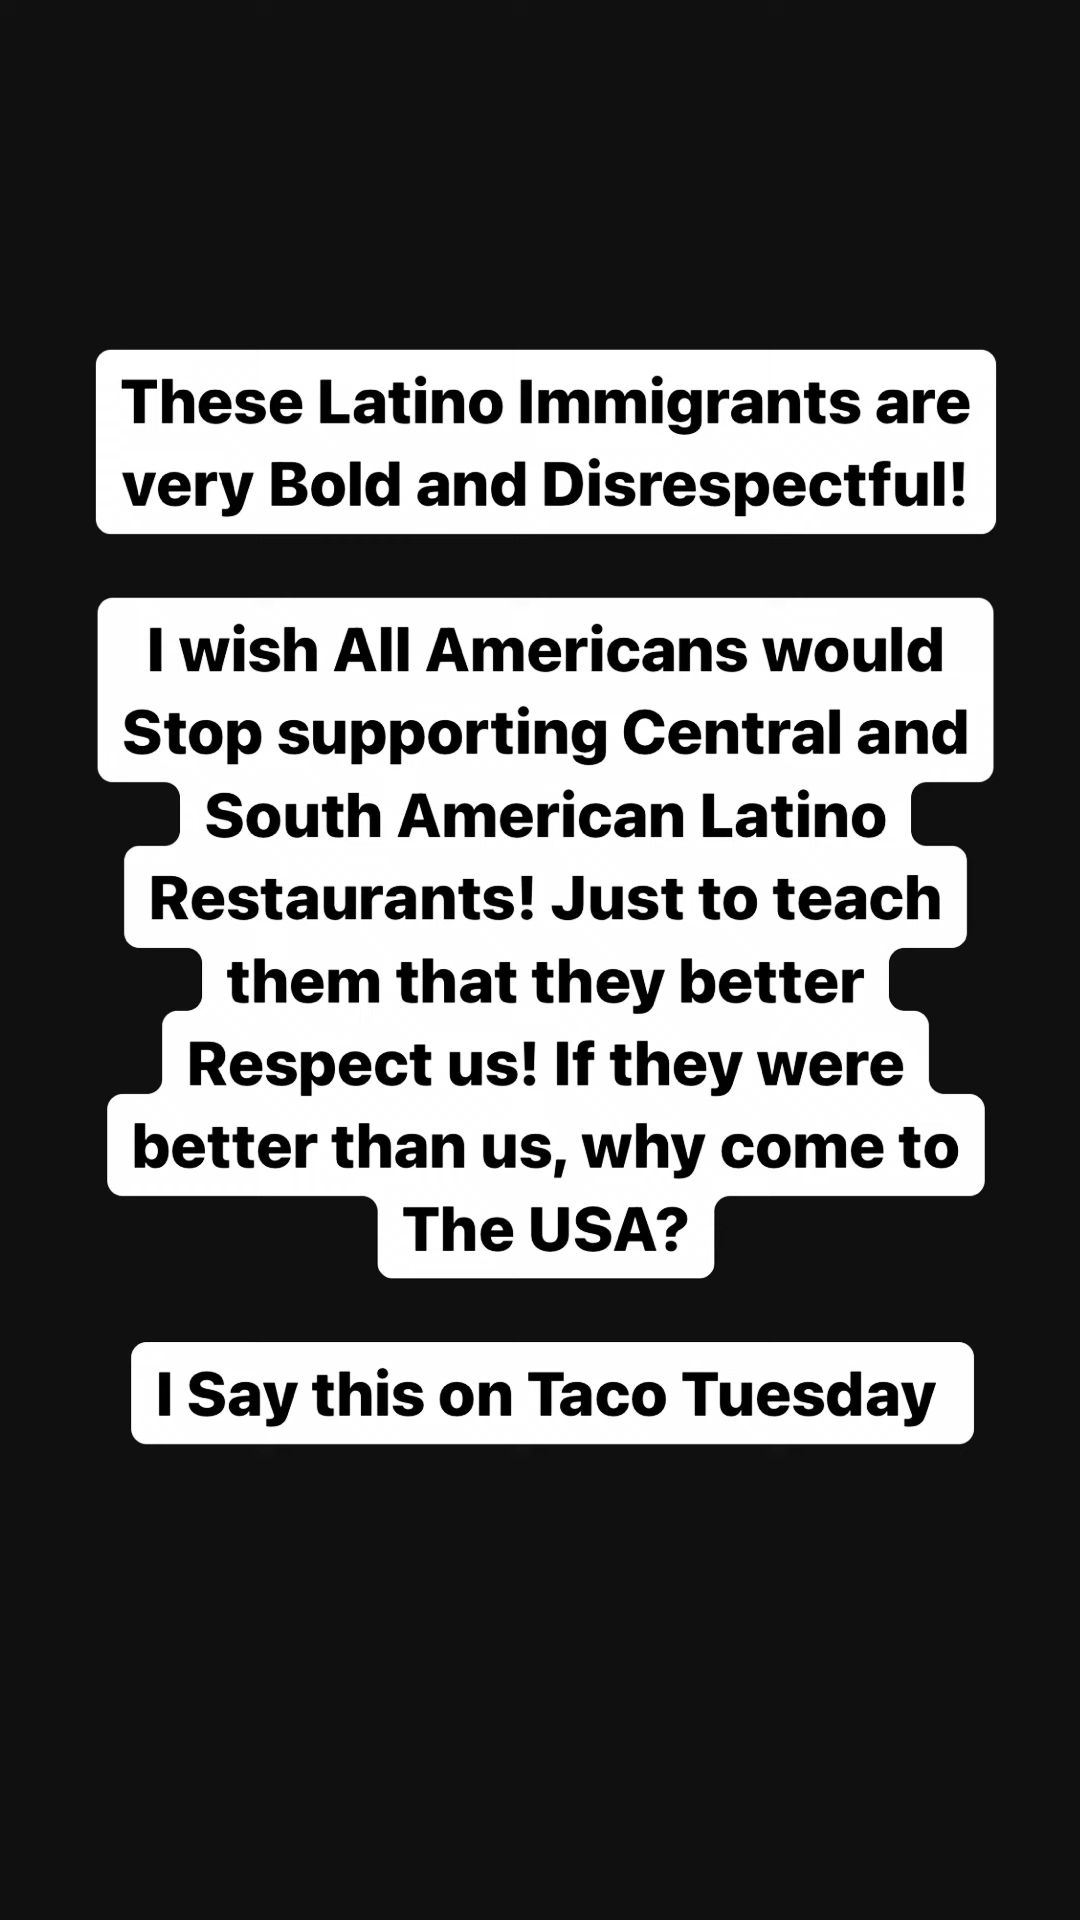 These Latino Immigrants are
very Bold and Disrespectful!
I wish All Americans would
Stop supporting Central and
South American Latino
Restaurants! Just to teach
them that they better
Respect us! If they were
better than us, why come to
The USA?
I Say this on Taco Tuesday